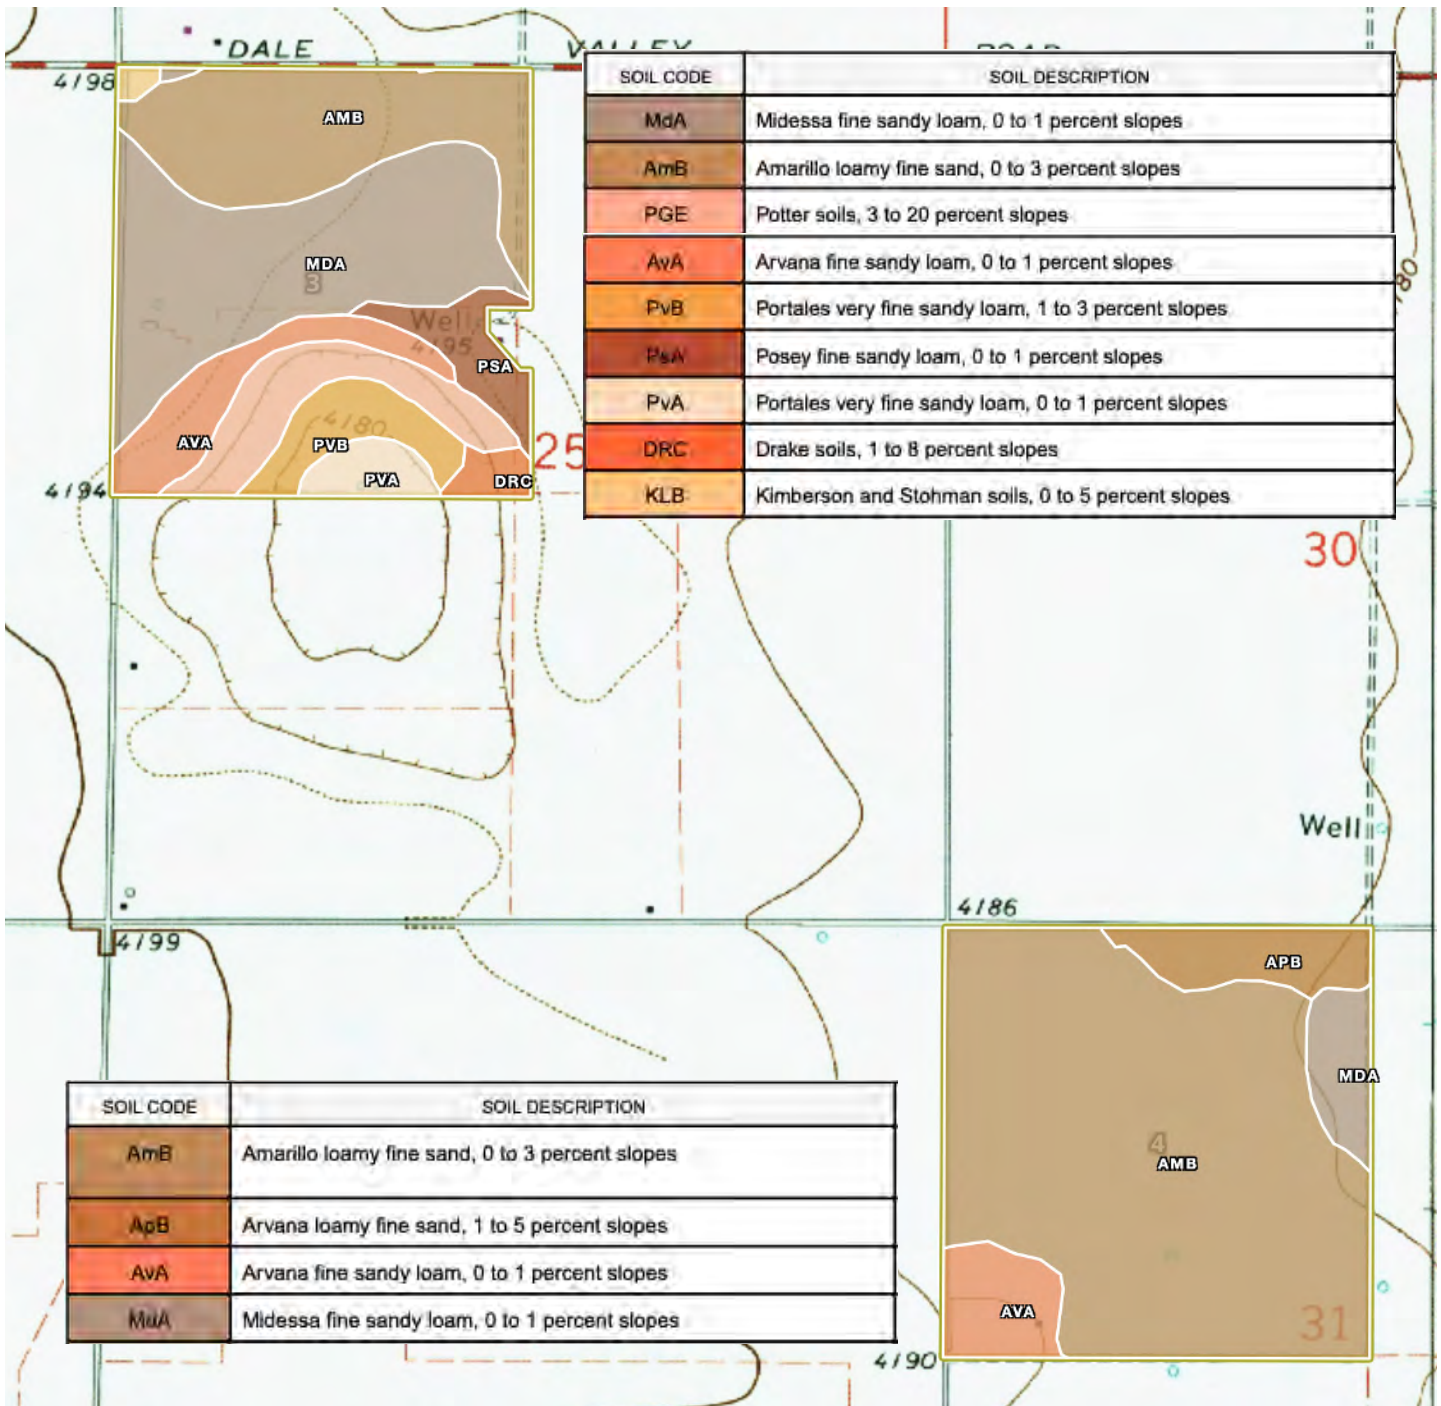 DALE VALLEY ROAD
4198
AMB
MDA
3
Well
4195
PSA
AVA
4180
PVB
PVA
DRC
4194
25
SOIL CODE SOIL DESCRIPTION
MdA Midessa fine sandy loam, 0 to 1 percent slopes
AmB Amarillo loamy fine sand, 0 to 3 percent slopes
PGE Potter soils, 3 to 20 percent slopes
AvA Arvana fine sandy loam, 0 to 1 percent slopes
PvB Portales very fine sandy loam, 1 to 3 percent slopes
PsA Posey fine sandy loam, 0 to 1 percent slopes
PvA Portales very fine sandy loam, 0 to 1 percent slopes
DRC Drake soils, 1 to 8 percent slopes
KLB Kimberson and Stohman soils, 0 to 5 percent slopes
80
30
Well
4186
4199
APB
MDA
4
AMB
AVA
31
4190
SOIL CODE SOIL DESCRIPTION
AmB Amarillo loamy fine sand, 0 to 3 percent slopes
ApB Arvana loamy fine sand, 1 to 5 percent slopes
AvA Arvana fine sandy loam, 0 to 1 percent slopes
MdA Midessa fine sandy loam, 0 to 1 percent slopes